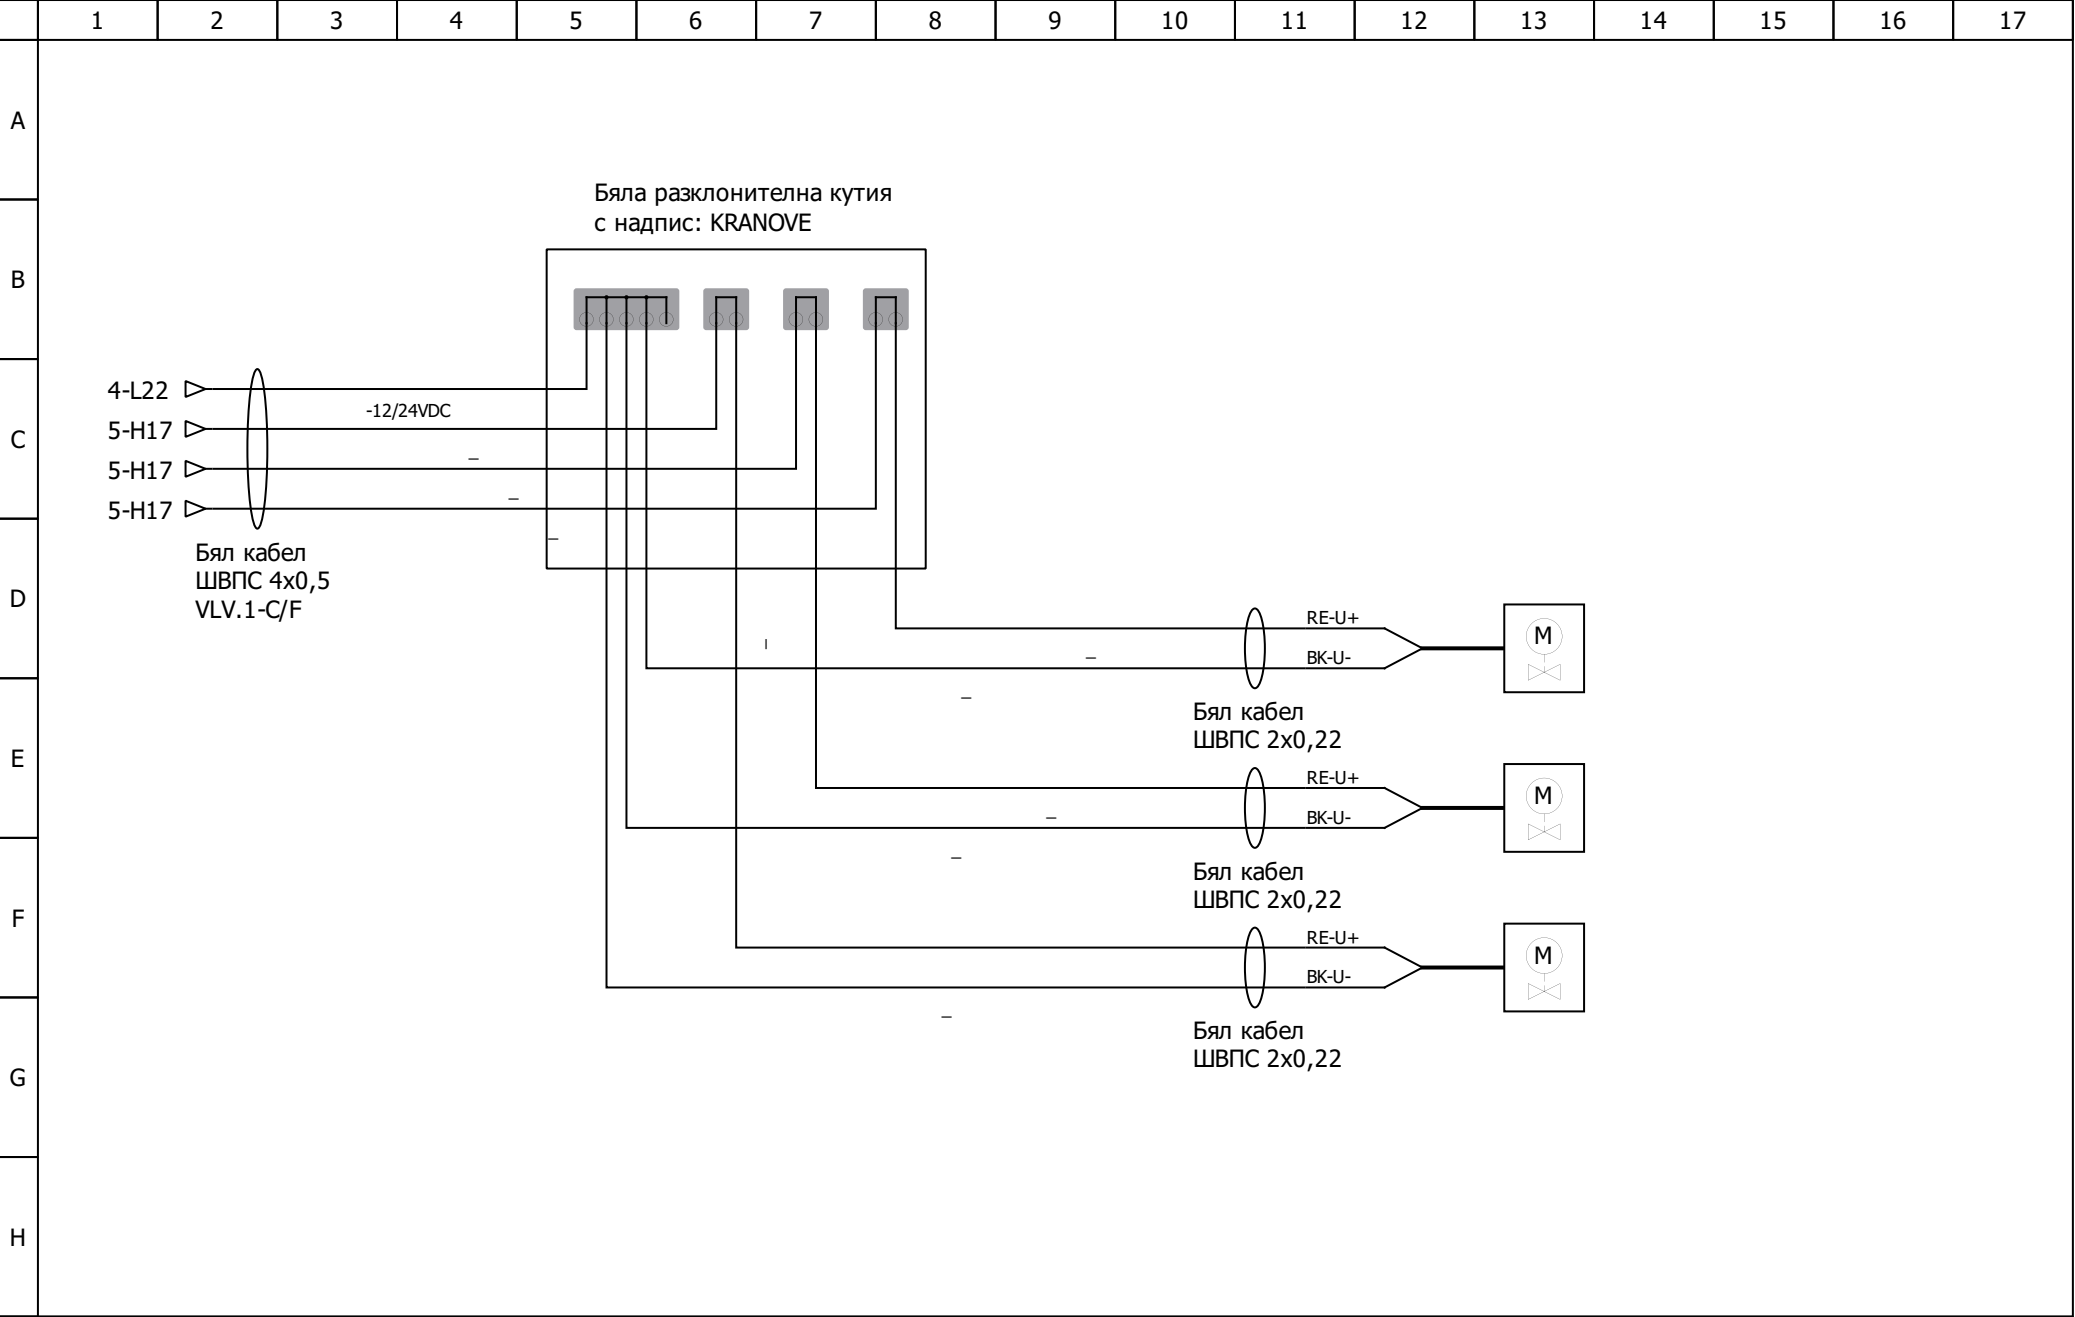 1 2 3 4 5 6 7 8 9 10 11 12 13 14 15 16 17
A
Бяла разклонителна кутия
с надпис: KRANOVE
B
4-L22
-12/24VDC
5-H17
C
5-H17
5-H17
Бял кабел
ШВПС 4x0,5
VLV.1-C/F
D
RE-U+
M
BK-U-
Бял кабел
ШВПС 2x0,22
E
RE-U+
M
BK-U-
Бял кабел
ШВПС 2x0,22
F
RE-U+
M
BK-U-
Бял кабел
ШВПС 2x0,22
G
H